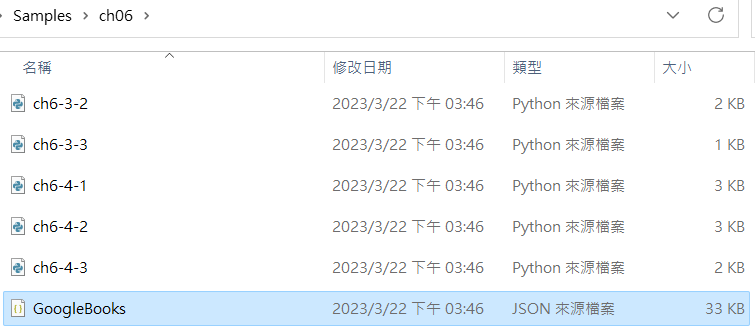 Samples > ch06 >
名稱 修改日期 類型 大小
ch6-3-2 2023/3/22 下午 03:46 Python 來源檔案 2 KB
ch6-3-3 2023/3/22 下午 03:46 Python 來源檔案 1 KB
ch6-4-1 2023/3/22 下午 03:46 Python 來源檔案 3 KB
ch6-4-2 2023/3/22 下午 03:46 Python 來源檔案 3 KB
ch6-4-3 2023/3/22 下午 03:46 Python 來源檔案 2 KB
GoogleBooks 2023/3/22 下午 03:46 JSON 來源檔案 33 KB